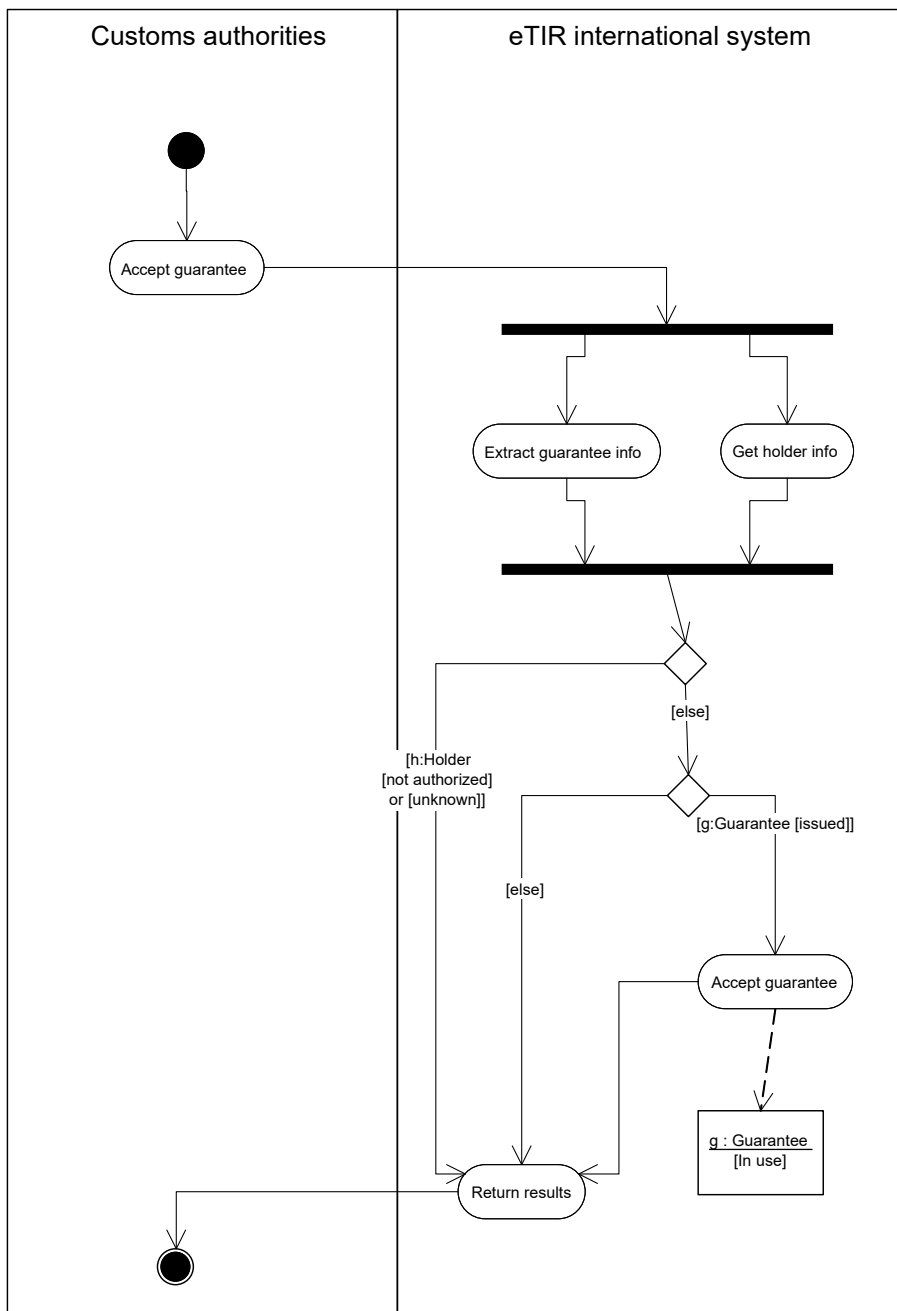 Customs authorities
eTIR international system
Accept guarantee
Extract guarantee info
Get holder info
[else]
[h:Holder
[not authorized]
or [unknown]]
[g:Guarantee [issued]]
[else]
Accept guarantee
g : Guarantee
[In use]
Return results